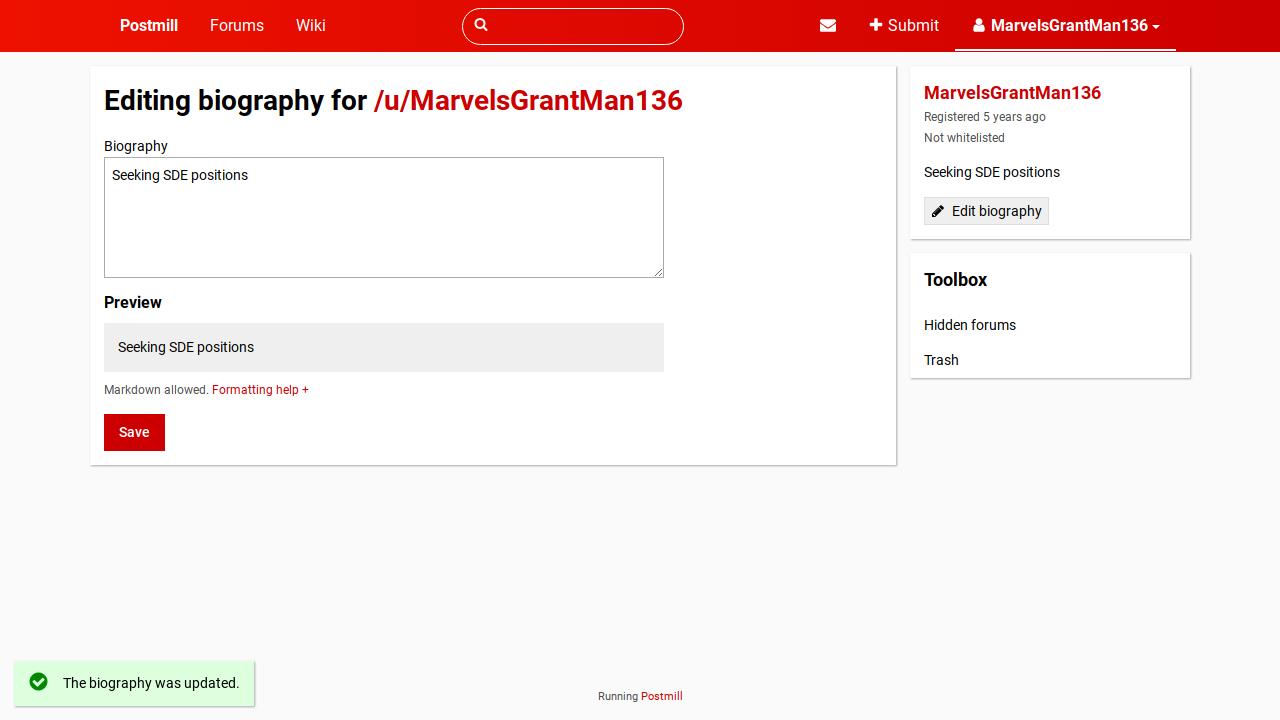 Postmill
Forums
Wiki
Submit
MarvelsGrantMan136
Editing biography for /u/MarvelsGrantMan136
Biography
Seeking SDE positions
Preview
Seeking SDE positions
Markdown allowed. Formatting help +
Save
MarvelsGrantMan136
Registered 5 years ago
Not whitelisted
Seeking SDE positions
Edit biography
Toolbox
Hidden forums
Trash
The biography was updated.
Running Postmill